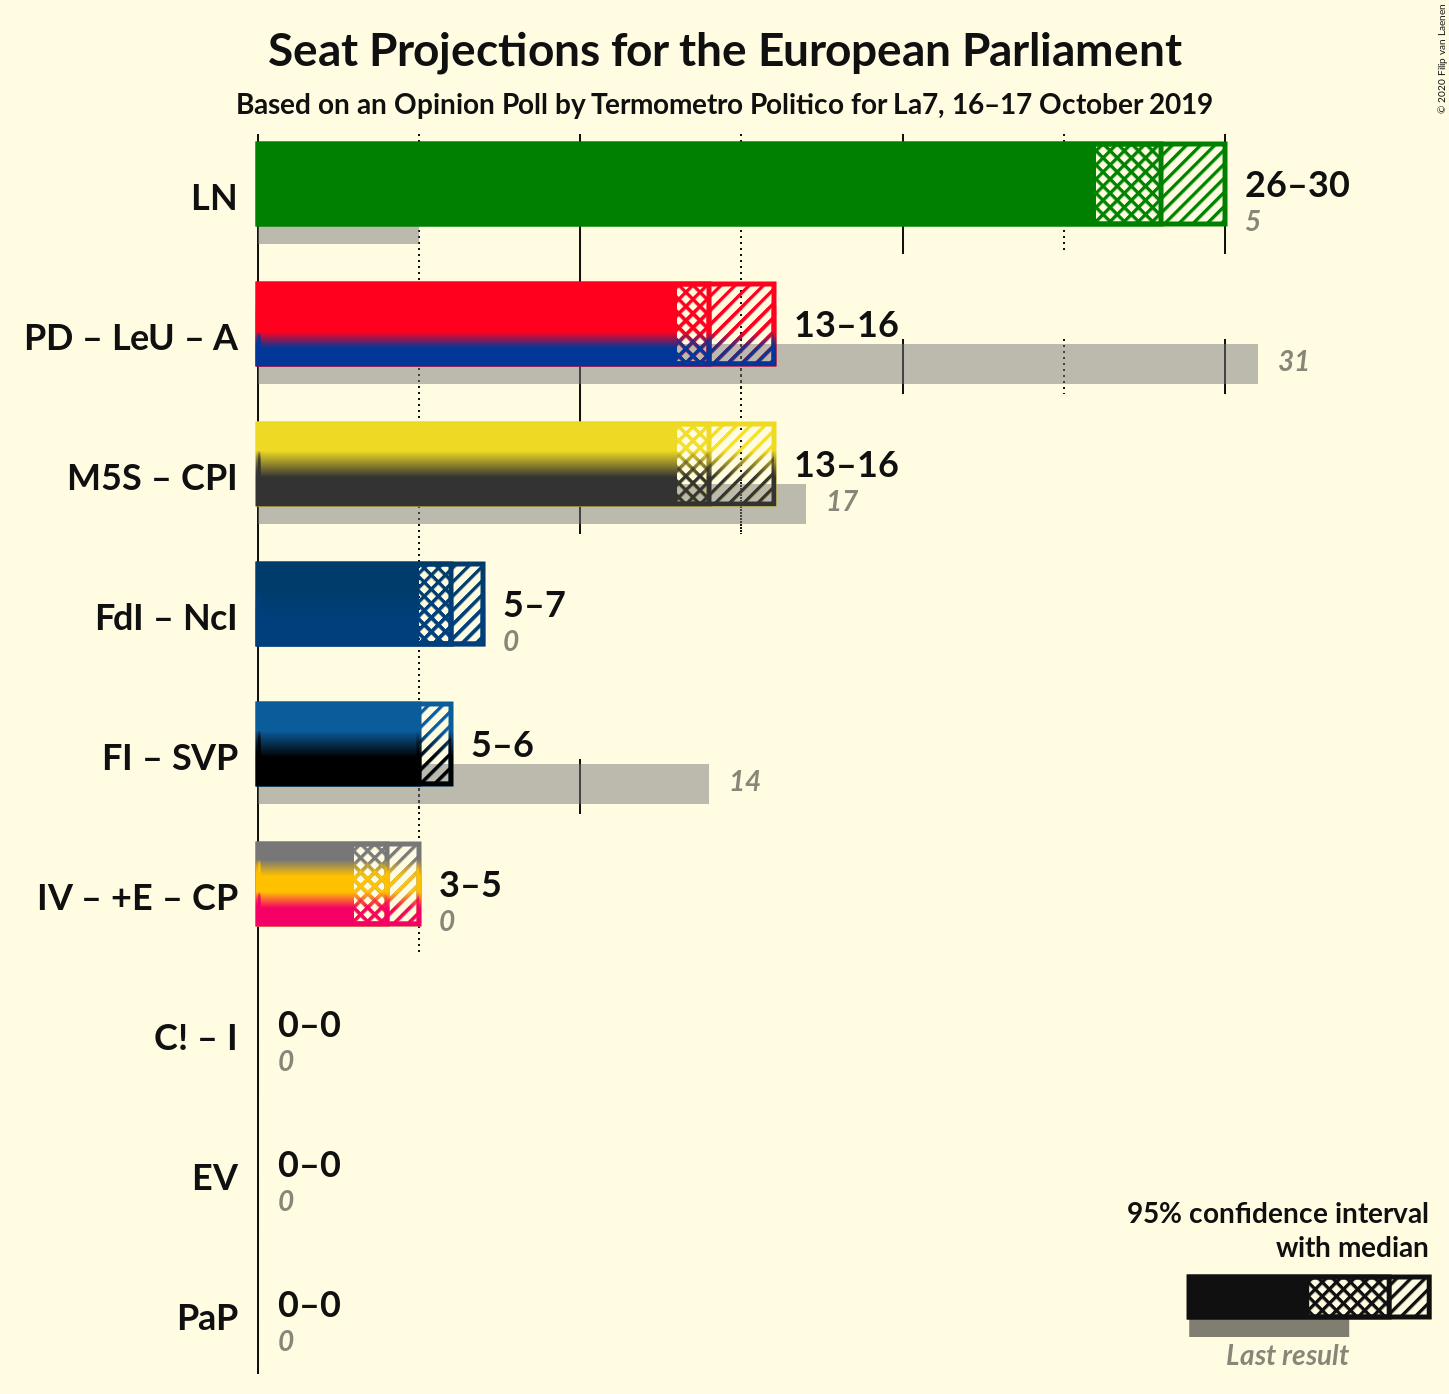 Seat Projections for the European Parliament
Based on an Opinion Poll by Termometro Politico for La7, 16–17 October 2019
© 2020 Filip van Laenen
LN
26–30
5
PD – LeU – A
13–16
31
M5S – CPI
13–16
17
FdI – NcI
5–7
0
FI – SVP
5–6
14
IV – +E – CP
3–5
0
C! – I
0–0
0
EV
0–0
0
PaP
0–0
0
95% confidence interval
with median
Last result